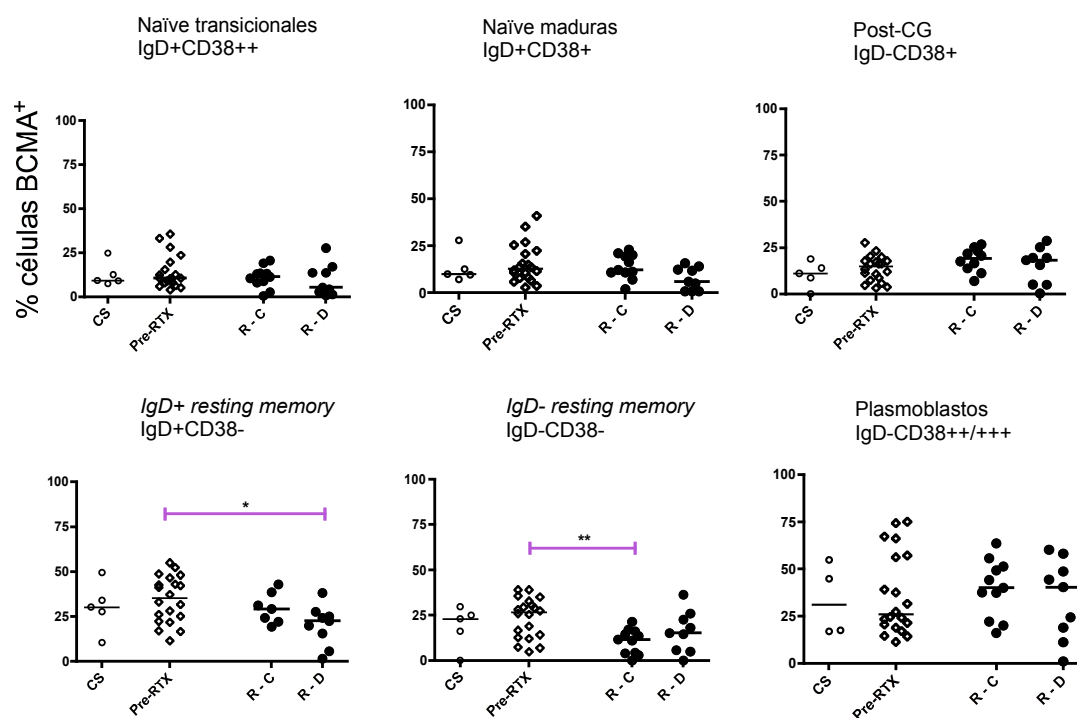 Naïve transicionales
IgD+CD38++
Naïve maduras
IgD+CD38+
Post-CG
IgD-CD38+
% células BCMA+
100
75
50
25
0
CS
Pre-RTX
R - C
R - D
100
75
50
25
0
CS
Pre-RTX
R - C
R - D
100
75
50
25
0
CS
Pre-RTX
R - C
R - D
IgD+ resting memory
IgD+CD38-
IgD- resting memory
IgD-CD38-
Plasmoblastos
IgD-CD38++/+++
100
75
50
25
0
*
CS
Pre-RTX
R - C
R - D
100
75
50
25
0
**
CS
Pre-RTX
R - C
R - D
100
75
50
25
0
CS
Pre-RTX
R - C
R - D